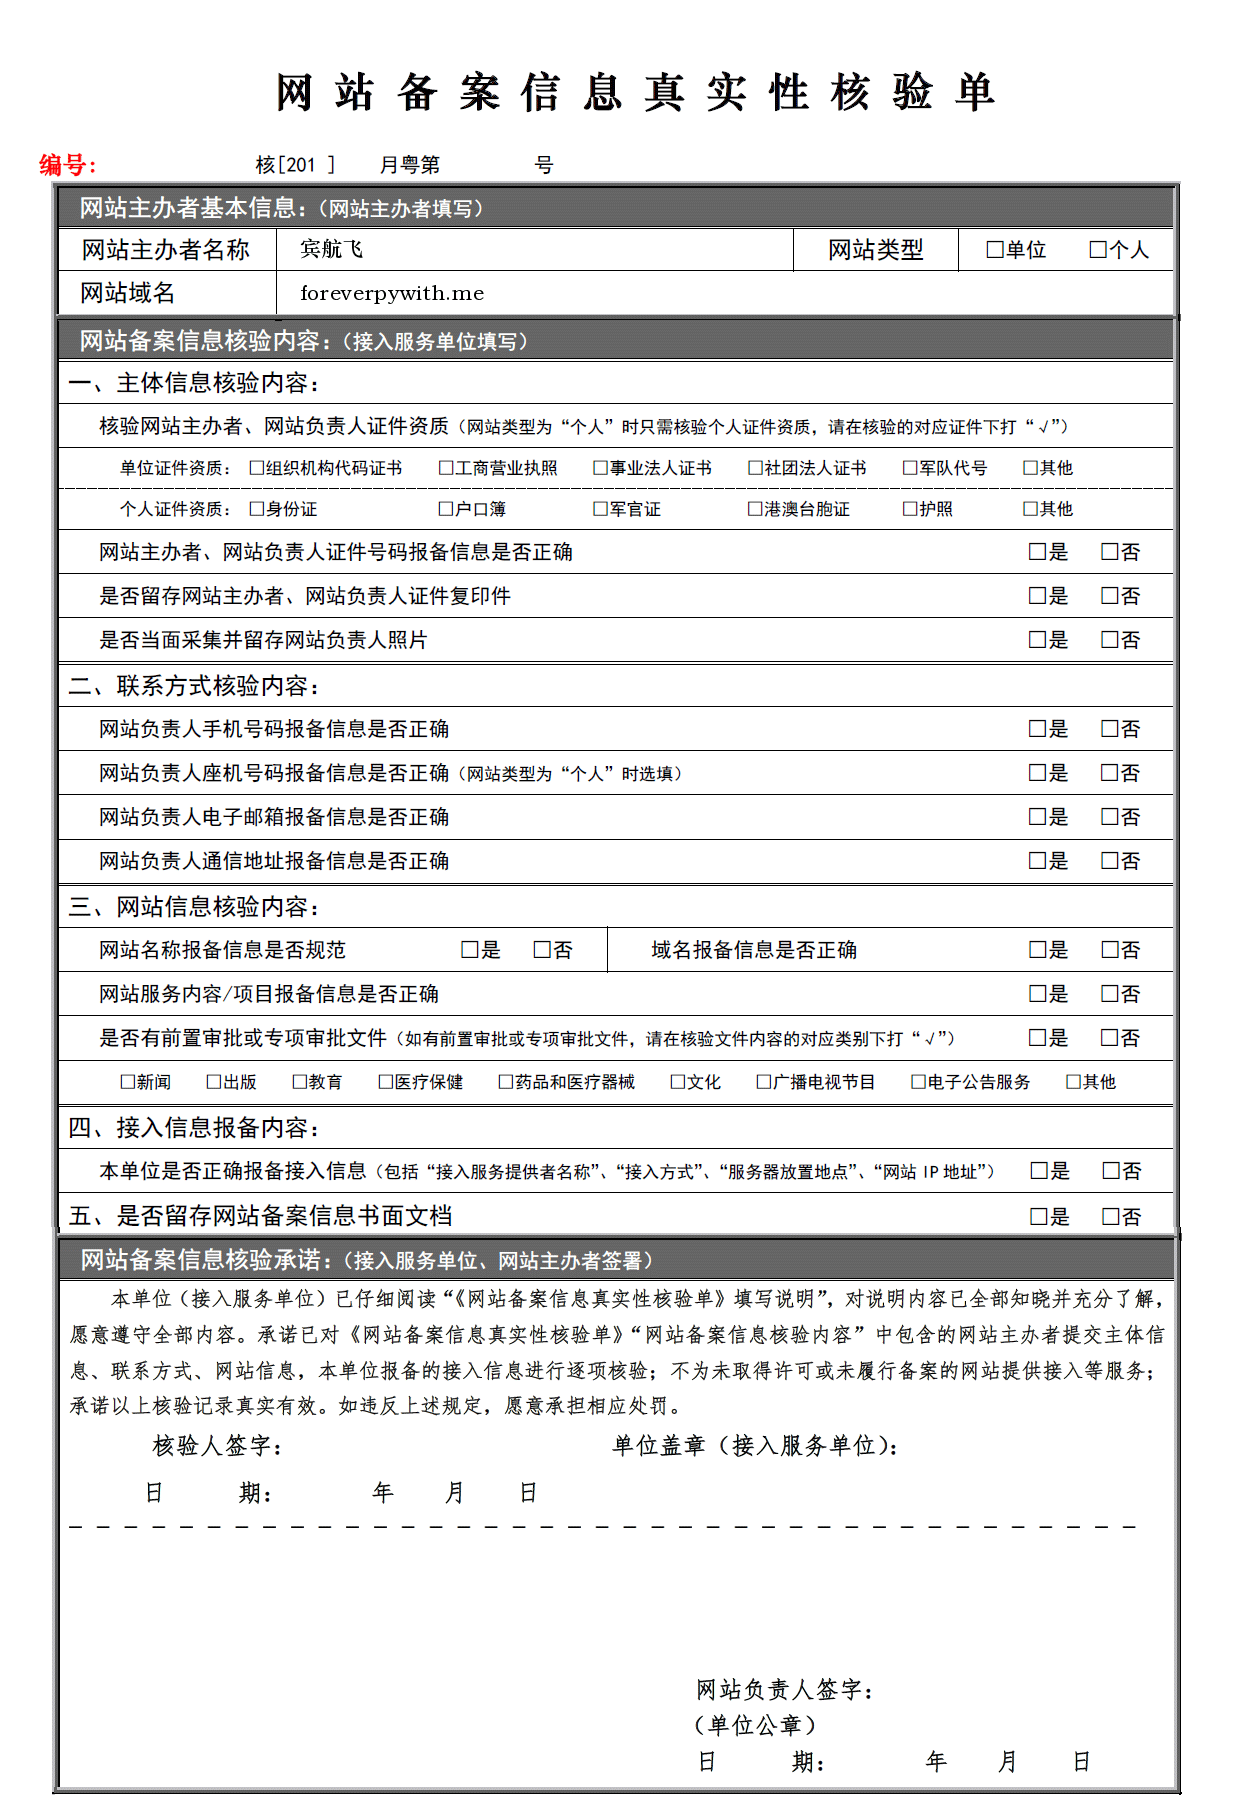 网站备案信息真实性核验单
编号： 核[201 ] 月粤第 号
网站主办者基本信息：（网站主办者填写）
网站主办者名称 宾航飞 网站类型 □单位 □个人
网站域名 foreverpywith.me
网站备案信息核验内容：（接入服务单位填写）
一、主体信息核验内容：
核验网站主办者、网站负责人证件资质（网站类型为“个人”时只需核验个人证件资质，请在核验的对应证件下打“√”）
单位证件资质： □组织机构代码证书 □工商营业执照 □事业法人证书 □社团法人证书 □军队代号 □其他
个人证件资质： □身份证 □户口簿 □军官证 □港澳台胞证 □护照 □其他
网站主办者、网站负责人证件号码报备信息是否正确 □是 □否
是否留存网站主办者、网站负责人证件复印件 □是 □否
是否当面采集并留存网站负责人照片 □是 □否
二、联系方式核验内容：
网站负责人手机号码报备信息是否正确 □是 □否
网站负责人座机号码报备信息是否正确（网站类型为“个人”时选填） □是 □否
网站负责人电子邮箱报备信息是否正确 □是 □否
网站负责人通信地址报备信息是否正确 □是 □否
三、网站信息核验内容：
网站名称报备信息是否规范 □是 □否 域名报备信息是否正确 □是 □否
网站服务内容/项目报备信息是否正确 □是 □否
是否有前置审批或专项审批文件（如有前置审批或专项审批文件，请在核验文件内容的对应类别下打“√”） □是 □否
□新闻 □出版 □教育 □医疗保健 □药品和医疗器械 □文化 □广播电视节目 □电子公告服务 □其他
四、接入信息报备内容：
本单位是否正确报备接入信息（包括“接入服务提供者名称”、“接入方式”、“服务器放置地点”、“网站 IP 地址”） □是 □否
五、是否留存网站备案信息书面文档 □是 □否
网站备案信息核验承诺：（接入服务单位、网站主办者签署）
本单位（接入服务单位）已仔细阅读“《网站备案信息真实性核验单》填写说明”，对说明内容已全部知晓并充分了解，
愿意遵守全部内容。承诺已对《网站备案信息真实性核验单》“网站备案信息核验内容”中包含的网站主办者提交主体信
息、联系方式、网站信息，本单位报备的接入信息进行逐项核验；不为未取得许可或未履行备案的网站提供接入等服务；
承诺以上核验记录真实有效。如违反上述规定，愿意承担相应处罚。
核验人签字： 单位盖章（接入服务单位）：
日 期： 年 月 日
网站负责人签字：
（单位公章）
日 期： 年 月 日